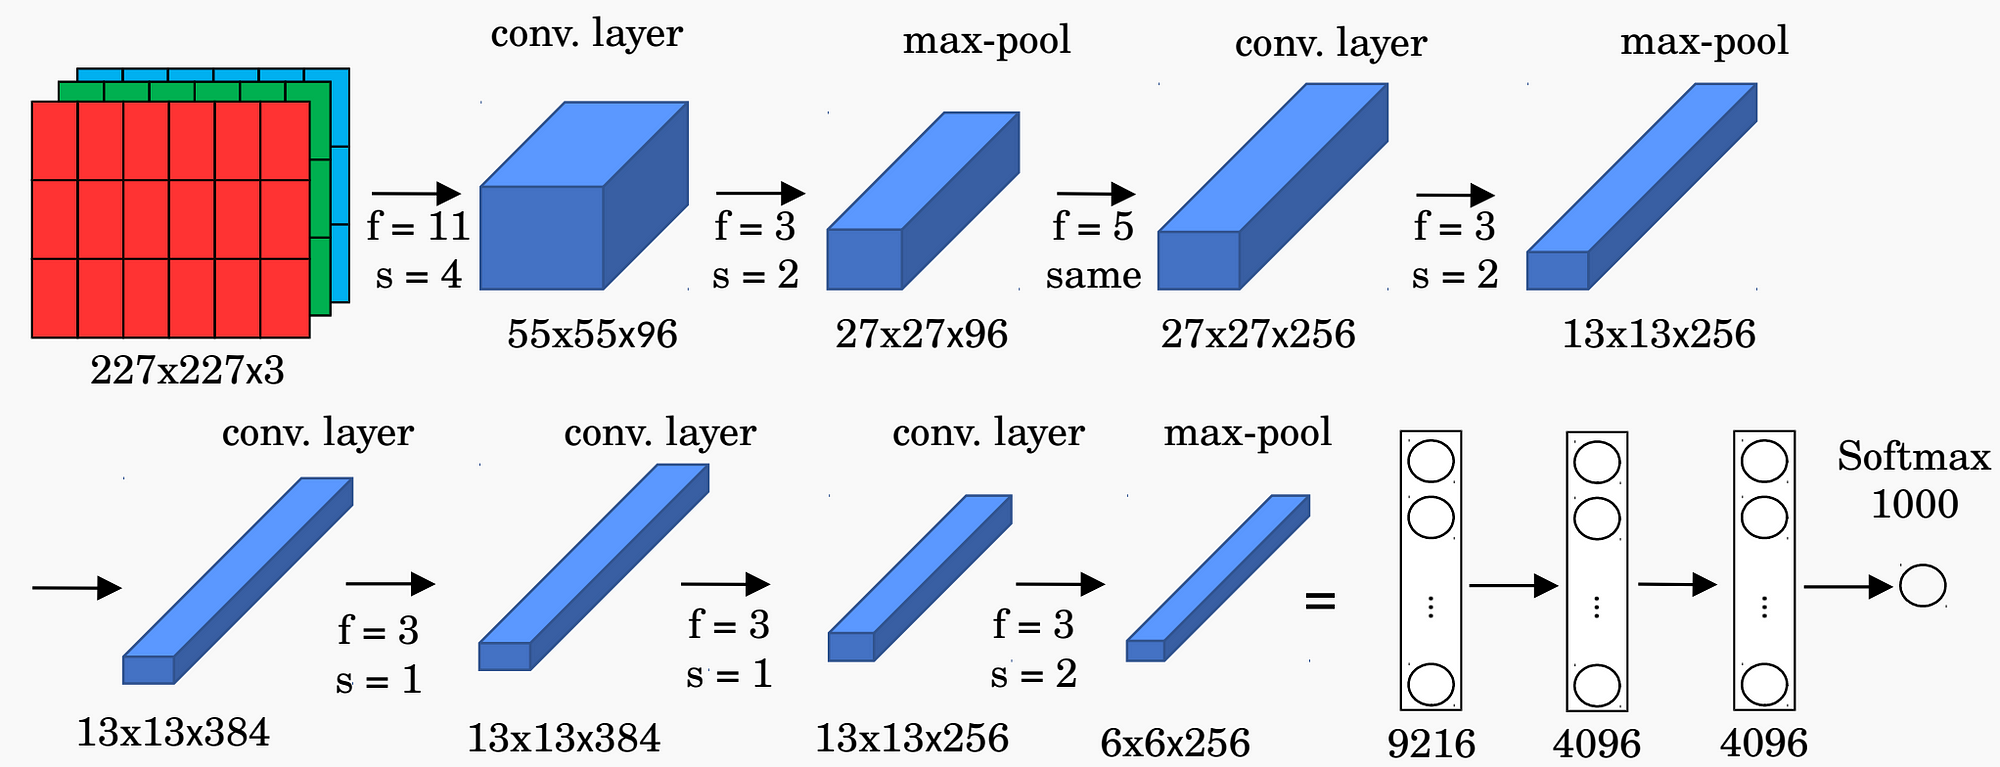 conv. layer
max-pool
conv. layer
max-pool
f = 11
s = 4
f = 3
s = 2
f = 5
same
f = 3
s = 2
227x227x3
55x55x96
27x27x96
27x27x256
13x13x256
conv. layer
conv. layer
conv. layer
max-pool
Softmax
1000
f = 3
s = 1
f = 3
s = 1
f = 3
s = 2
=
...
...
...
13x13x384
13x13x384
13x13x256
6x6x256
9216
4096
4096